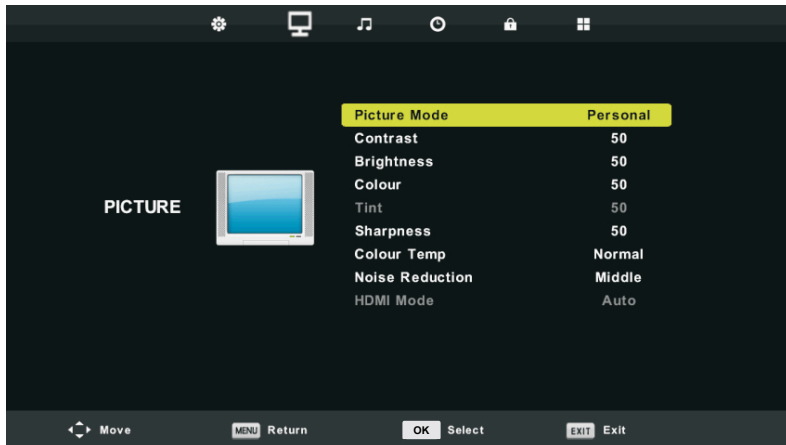 Picture Mode Personal
Contrast 50
Brightness 50
Colour 50
PICTURE
Tint 50
Sharpness 50
Colour Temp Normal
Noise Reduction Middle
HDMI Mode Auto
Move MENU Return OK Select EXIT Exit